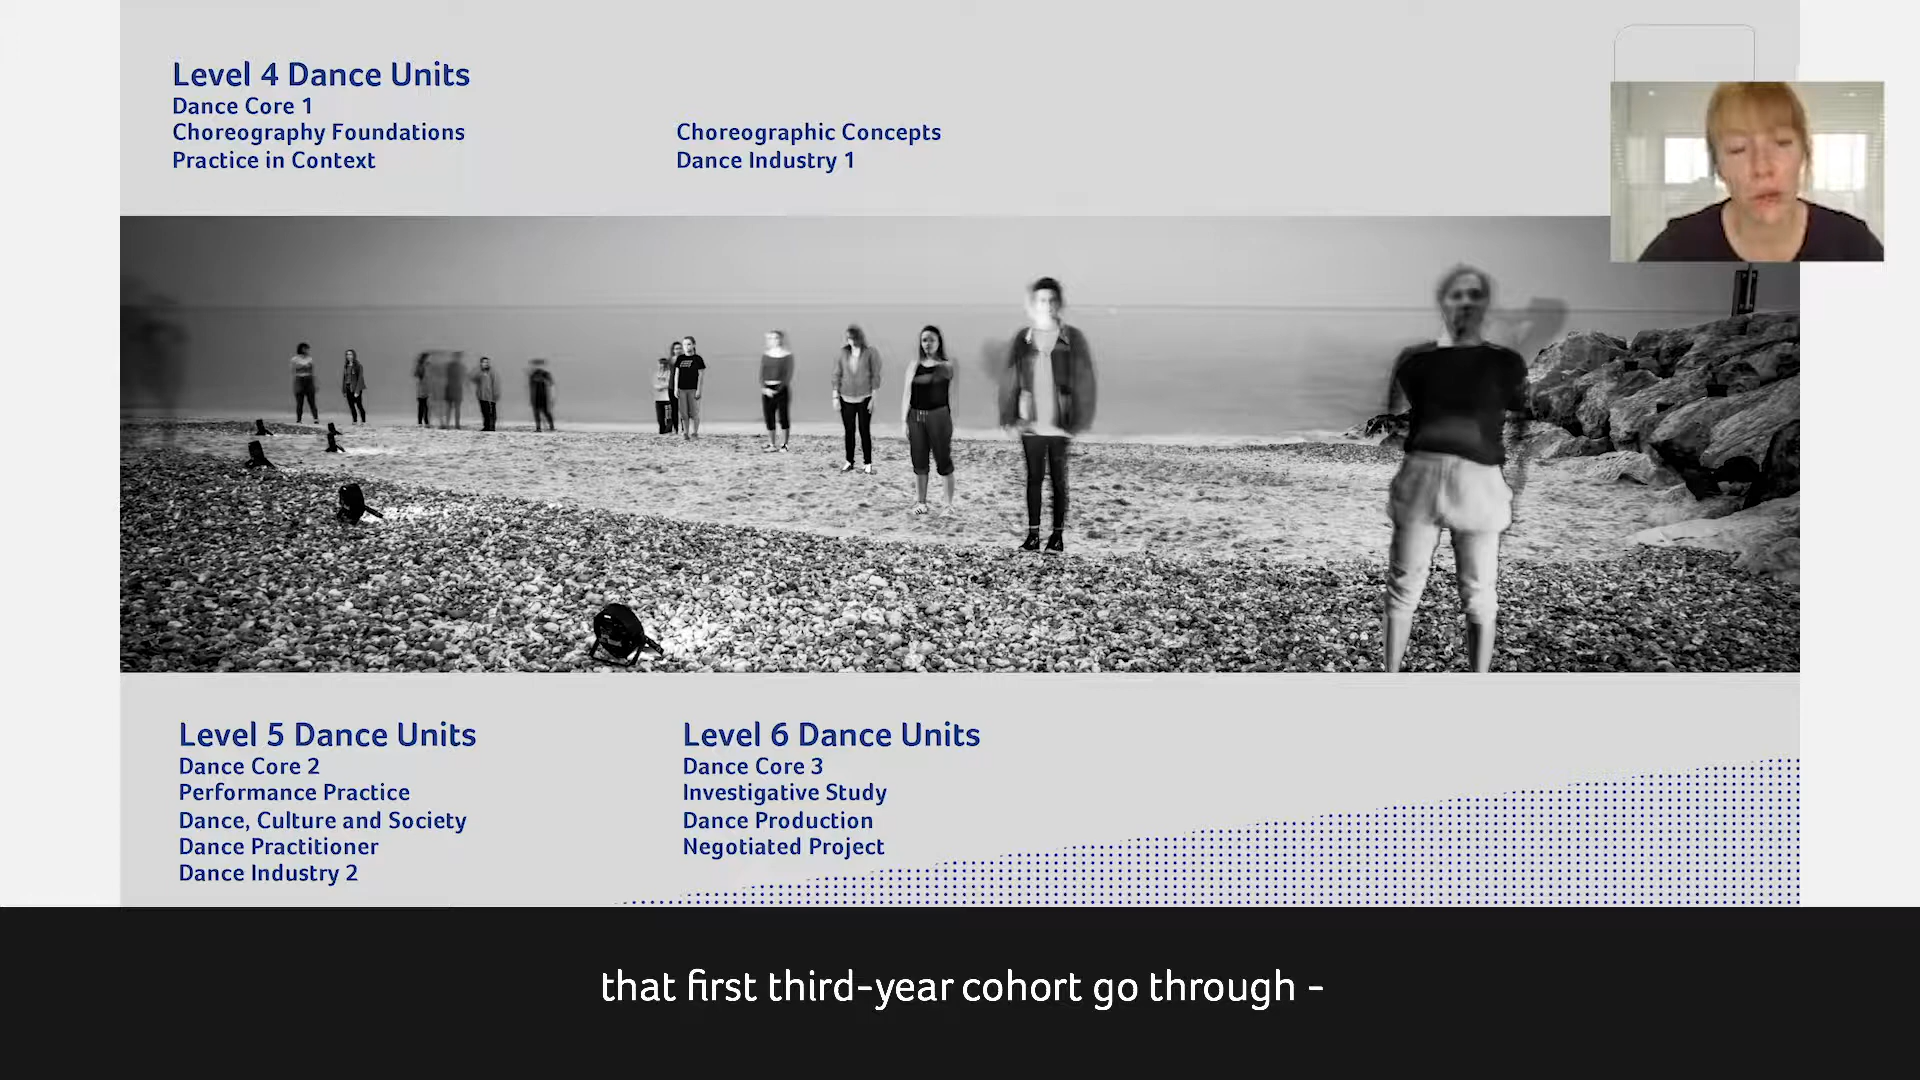 Level 4 Dance Units
Dance Core 1
Choreography Foundations
Practice in Context
Choreographic Concepts
Dance Industry 1
Level 5 Dance Units
Dance Core 2
Performance Practice
Dance, Culture and Society
Dance Practitioner
Dance Industry 2
Level 6 Dance Units
Dance Core 3
Investigative Study
Dance Production
Negotiated Project
that first third-year cohort go through -